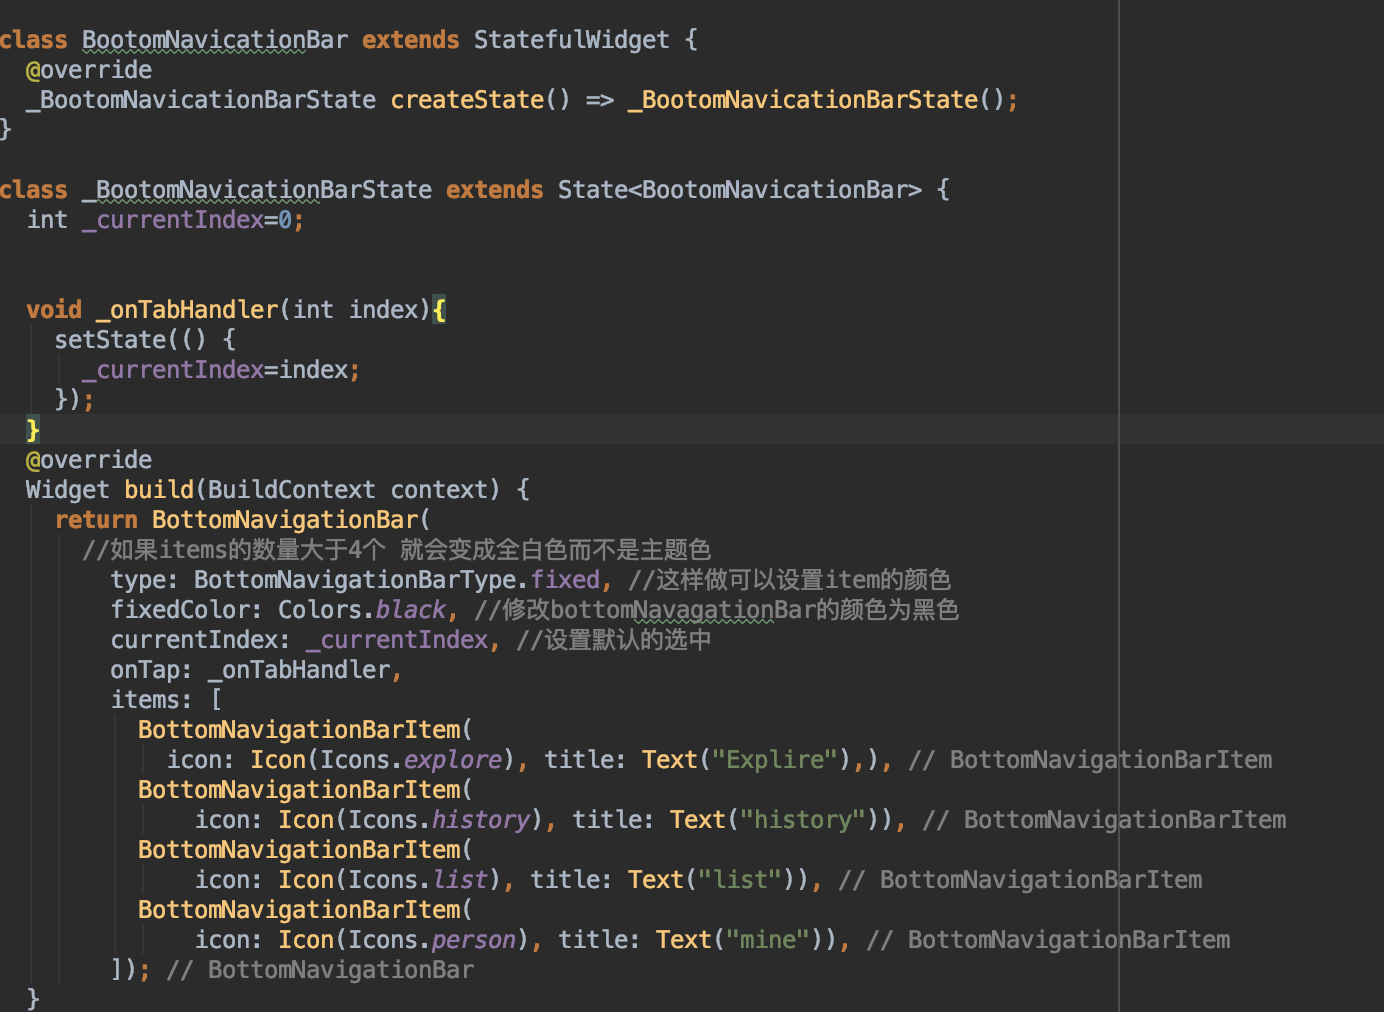 class BootomNavicationBar extends StatefulWidget {
@override
_BootomNavicationBarState createState() => _BootomNavicationBarState();
}
class _BootomNavicationBarState extends State<BootomNavicationBar> {
int _currentIndex=0;
void _onTabHandler(int index){
setState(() {
_currentIndex=index;
});
}
@override
Widget build(BuildContext context) {
return BottomNavigationBar(
//如果items的数量大于4个 就会变成全白色而不是主题色
type: BottomNavigationBarType.fixed, //这样做可以设置item的颜色
fixedColor: Colors.black, //修改bottomNavagationBar的颜色为黑色
currentIndex: _currentIndex, //设置默认的选中
onTap: _onTabHandler,
items: [
BottomNavigationBarItem(
icon: Icon(Icons.explore), title: Text("Explire"),), // BottomNavigationBarItem
BottomNavigationBarItem(
icon: Icon(Icons.history), title: Text("history")), // BottomNavigationBarItem
BottomNavigationBarItem(
icon: Icon(Icons.list), title: Text("list")), // BottomNavigationBarItem
BottomNavigationBarItem(
icon: Icon(Icons.person), title: Text("mine")), // BottomNavigationBarItem
]); // BottomNavigationBar
}